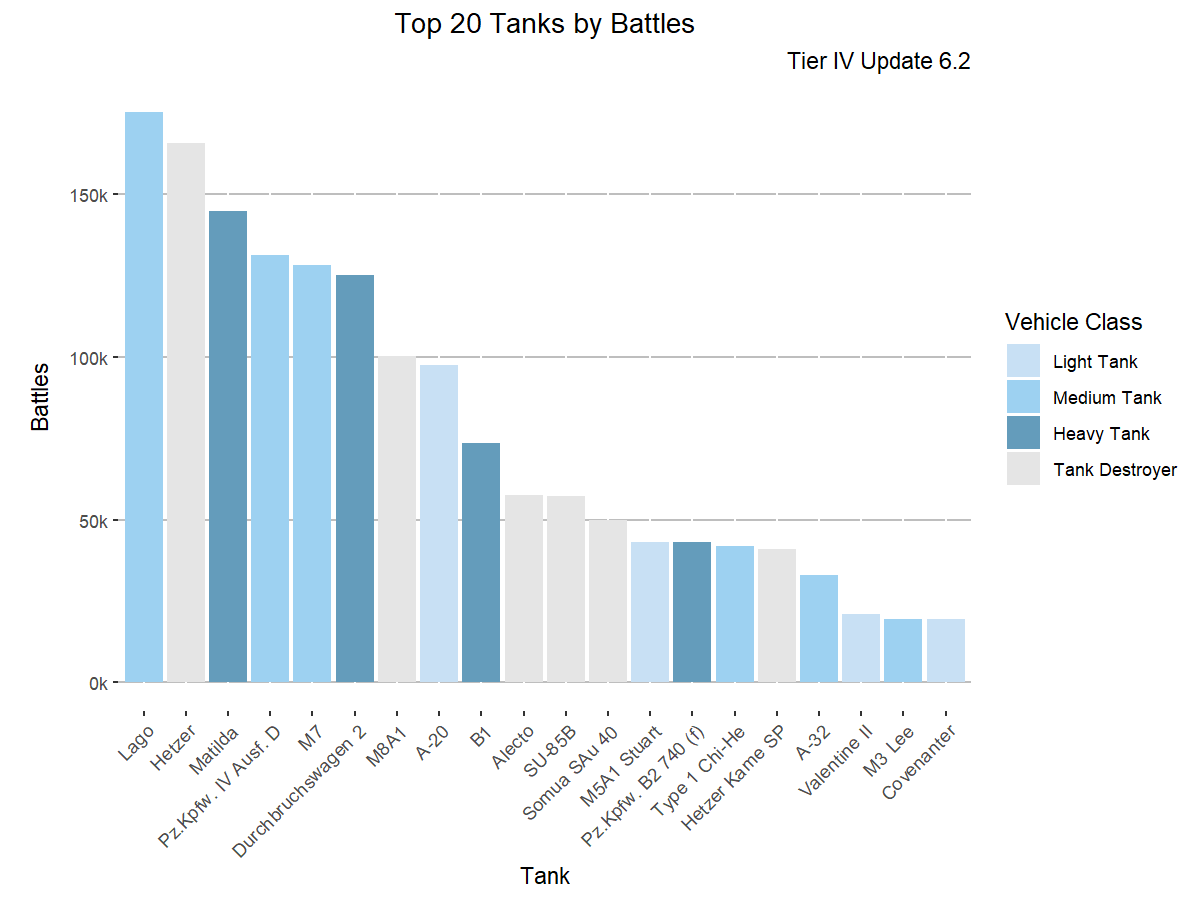 Top 20 Tanks by Battles
Tier IV Update 6.2
150k
100k
50k
0k
Battles
Lago
Hetzer
Matilda
Pz.Kpfw. IV Ausf. D
M7
Durchbruchswagen 2
M8A1
A-20
B1
Alecto
SU-85B
Somua SAu 40
M5A1 Stuart
Pz.Kpfw. B2 740 (f)
Type 1 Chi-He
Hetzer Kame SP
A-32
Valentine II
M3 Lee
Covenanter
Tank
Vehicle Class
Light Tank
Medium Tank
Heavy Tank
Tank Destroyer